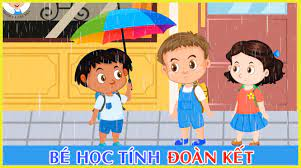 BÉ HỌC TÍNH ĐOÀN KẾT